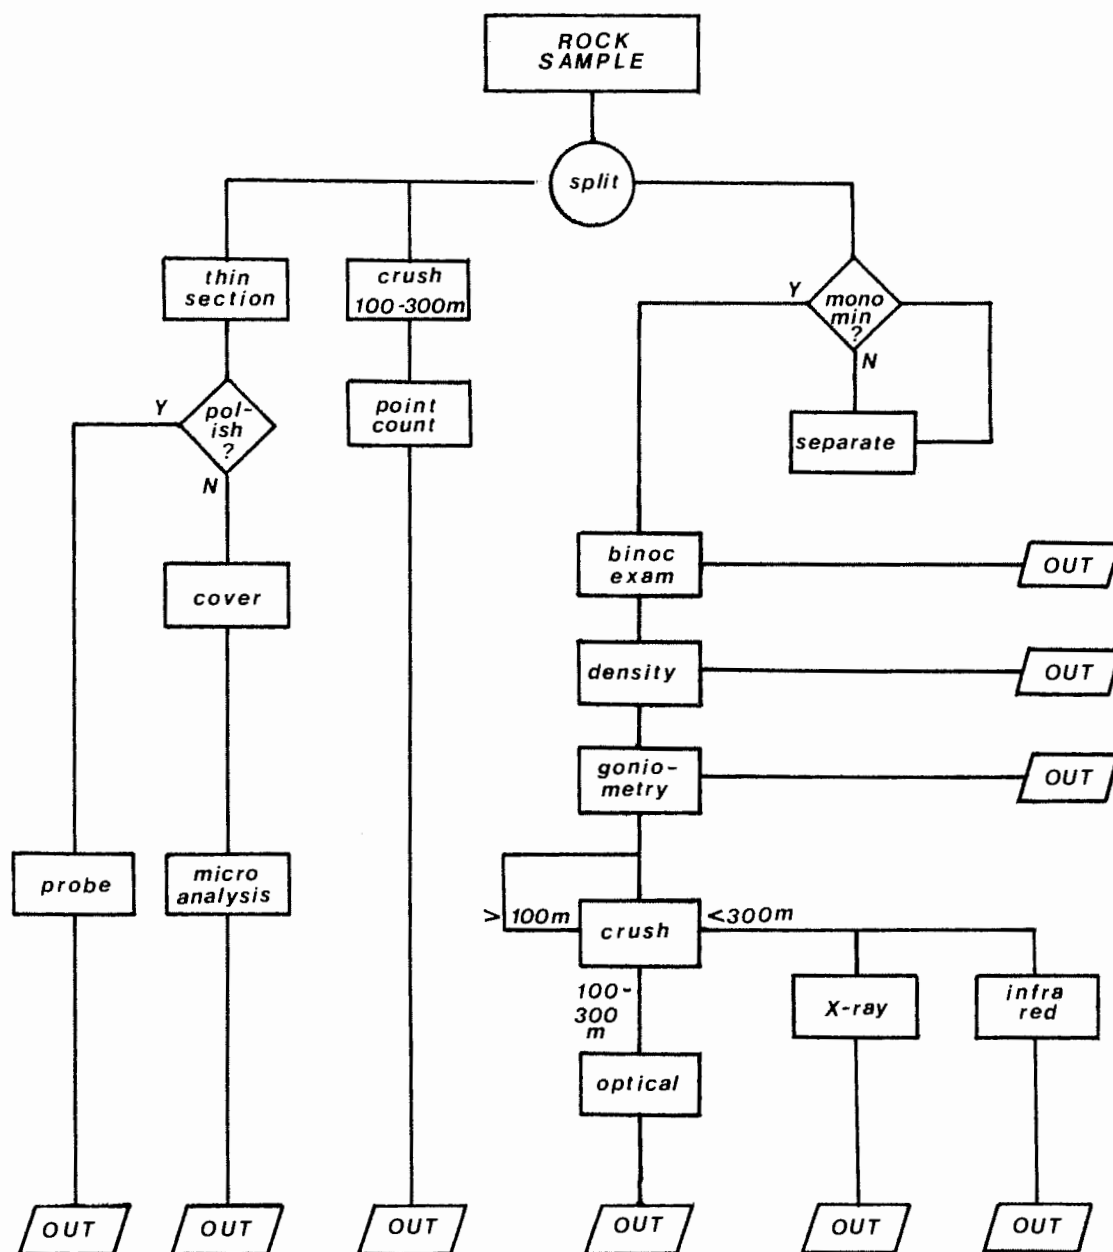 ROCK
SAMPLE
split
thin
section
crush
100-300m
Y
mono
min
?
N
Y
pol-
ish
?
N
point
count
separate
binoc
exam
OUT
cover
density
OUT
gonio-
metry
OUT
probe
micro
analysis
> 100m
crush
<300m
100-
300
m
X-ray
infra
red
optical
OUT
OUT
OUT
OUT
OUT
OUT